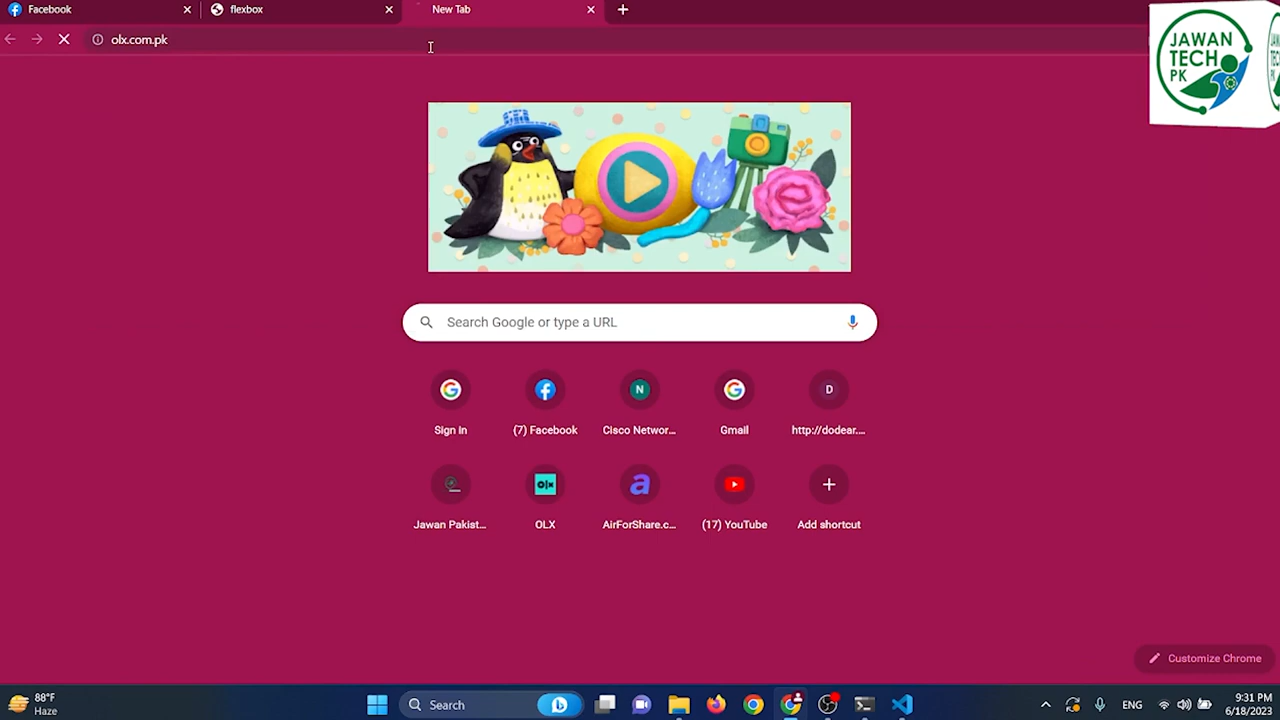 Facebook
flexbox
New Tab
olx.com.pk
JAWAN
TECH
PK
Search Google or type a URL
Sign In
(7) Facebook
N
Cisco Networ...
Gmail
D
http://dodear....
Jawan Pakist...
olx
OLX
a
AirForShare.c...
(17) YouTube
Add shortcut
Customize Chrome
88°F
Haze
Search
ENG
9:31 PM
6/18/2023